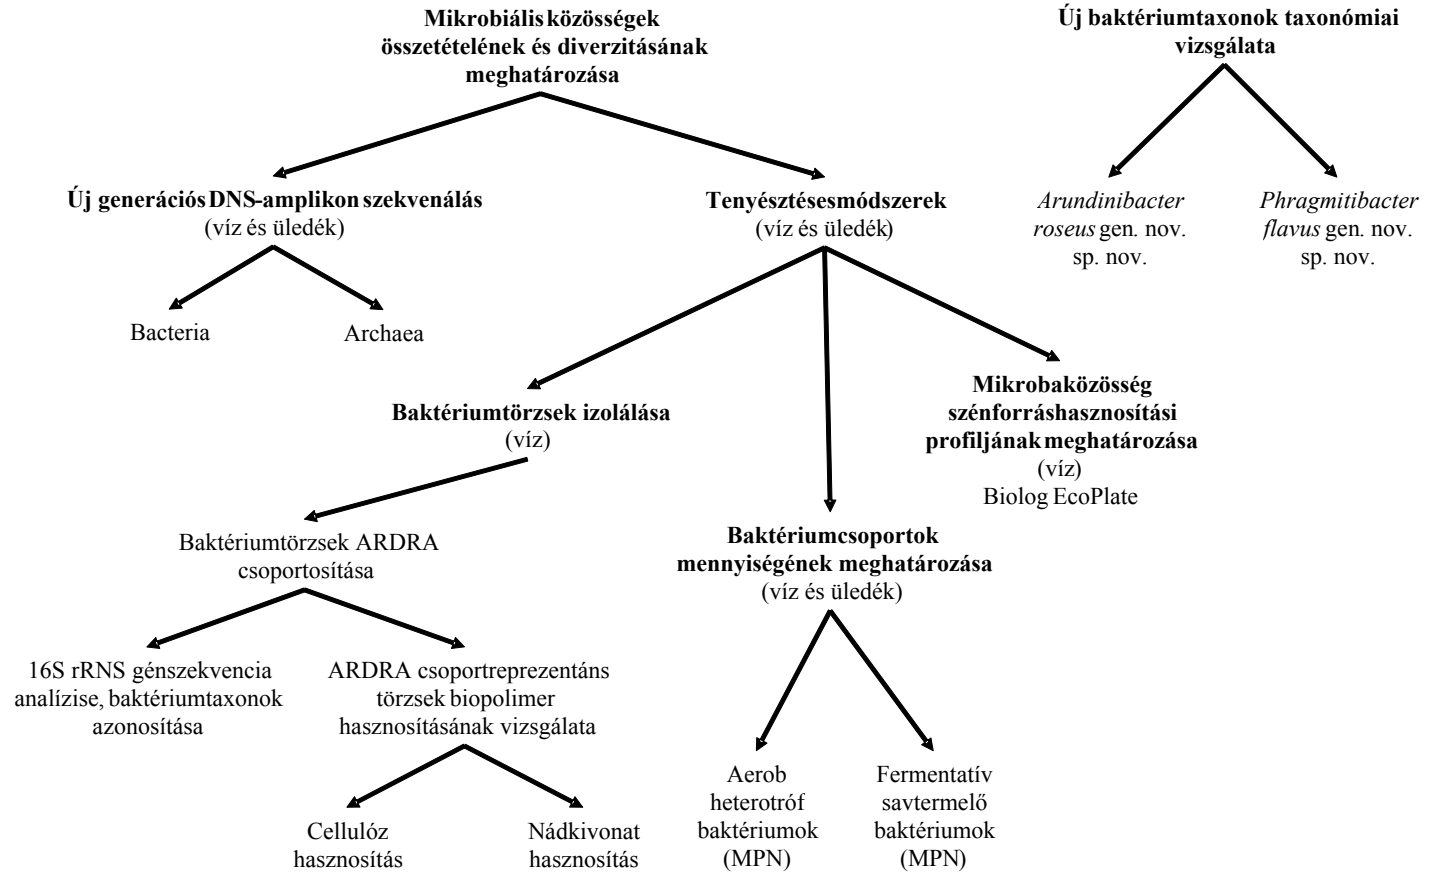 Mikrobiális közösségek
összetételének és diverzitásának
meghatározása
Új baktériumtaxonok taxonómiai
vizsgálata
Új generációs DNS-amplikon szekvenálás
(víz és üledék)
Tenyésztéses módszerek
(víz és üledék)
Arundinibacter
roseus gen. nov.
sp. nov.
Phragmitibacter
flavus gen. nov.
sp. nov.
Bacteria
Archaea
Baktériumtörzsek izolálása
(víz)
Mikrobaközösség
szénforráshasznosítási
profiljának meghatározása
(víz)
Biolog EcoPlate
Baktériumtörzsek ARDRA
csoportosítása
Baktériumcsoportok
mennyiségének meghatározása
(víz és üledék)
16S rRNS génszekvencia
analízise, baktériumtaxonok
azonosítása
ARDRA csoportreprezentáns
törzsek biopolimer
hasznosításának vizsgálata
Cellulóz
hasznosítás
Nádkivonat
hasznosítás
Aerob
heterotróf
baktériumok
(MPN)
Fermentatív
savtermelő
baktériumok
(MPN)